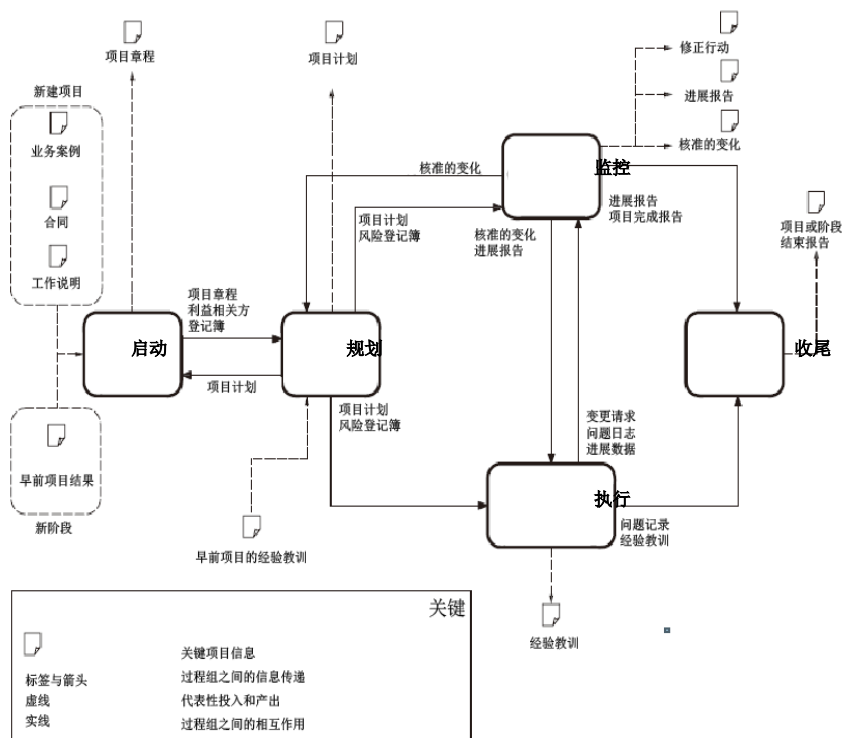 项目章程
项目计划
修正行动
进展报告
核准的变化
新建项目
业务案例
合同
工作说明
核准的变化
监控
项目计划
风险登记簿
核准的变化
进展报告
进展报告
项目完成报告
项目或阶段
结束报告
项目章程
利益相关方
登记簿
启动
规划
收尾
项目计划
项目计划
风险登记簿
变更请求
问题日志
进展数据
早前项目结果
新阶段
执行
问题记录
经验教训
早前项目的经验教训
经验教训
关键
关键项目信息
标签与箭头
过程组之间的信息传递
虚线
代表性投入和产出
实线
过程组之间的相互作用